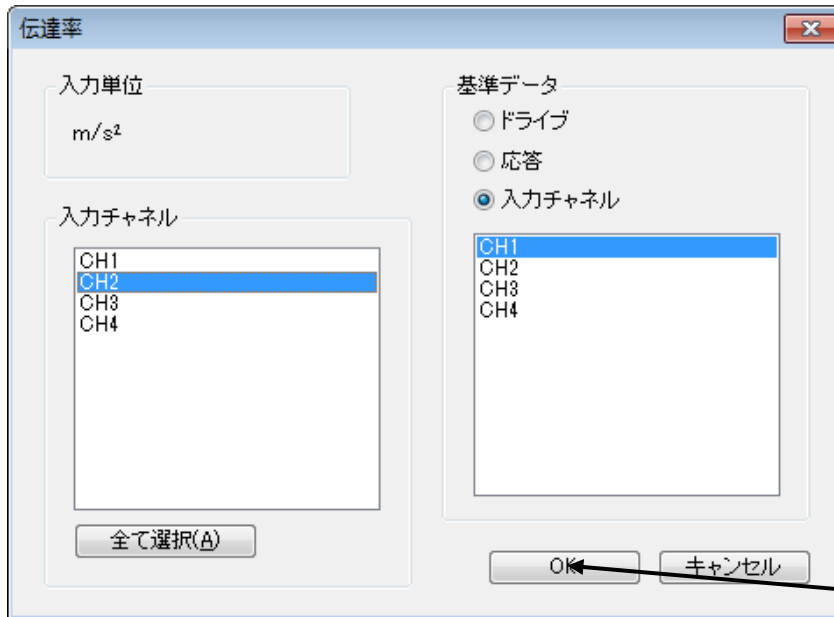 伝達率
入力単位
m/s²
入力チャネル
CH1
CH2
CH3
CH4
全て選択(A)
基準データ
ドライブ
応答
入力チャネル
CH1
CH2
CH3
CH4
OK
キャンセル